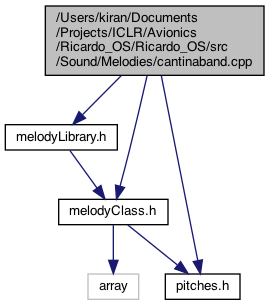 /Users/kiran/Documents
/Projects/ICLR/Avionics
/Ricardo_OS/Ricardo_OS/src
/Sound/Melodies/cantinaband.cpp
melodyLibrary.h
melodyClass.h
array
pitches.h